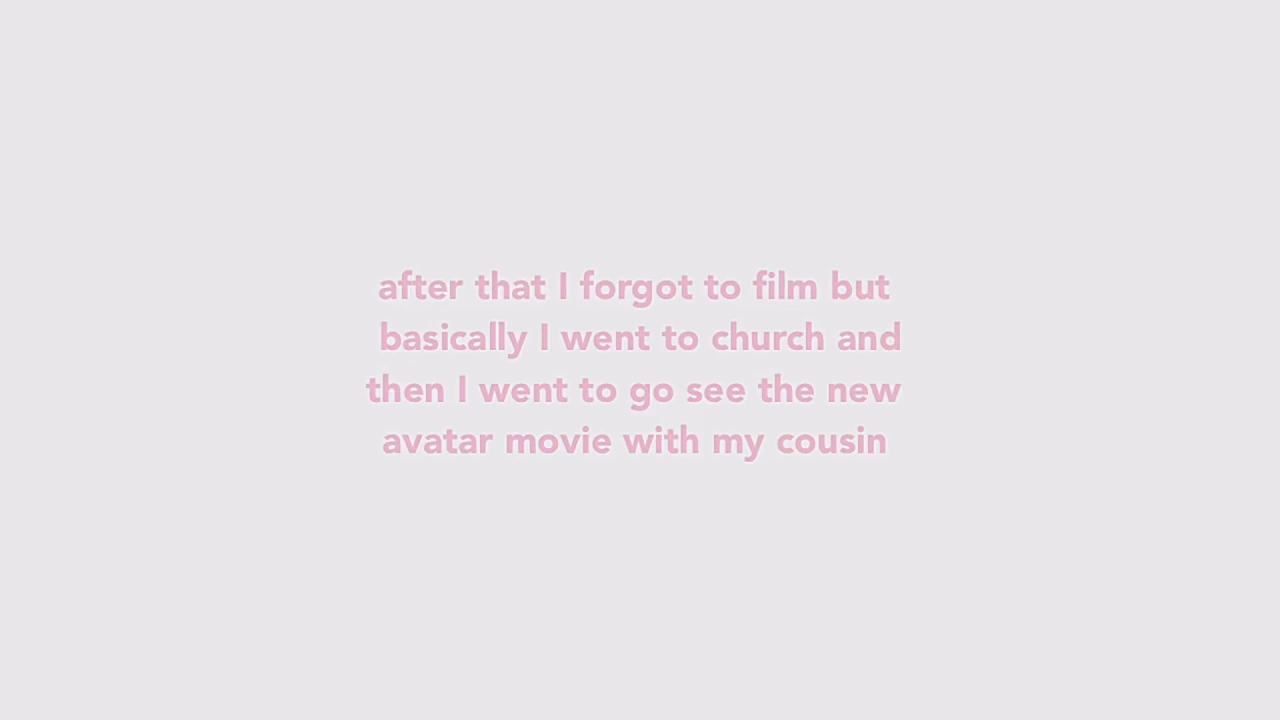 after that I forgot to film but
basically I went to church and
then I went to go see the new
avatar movie with my cousin